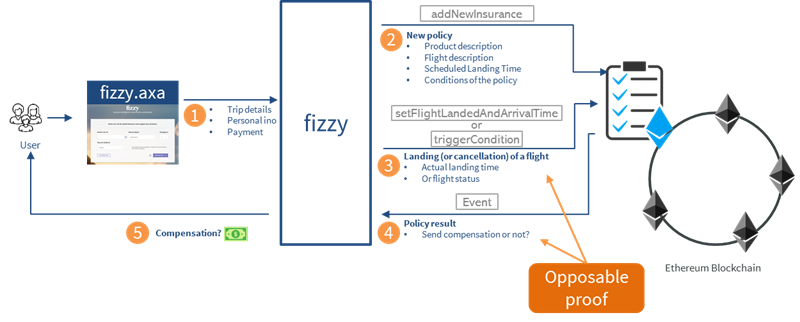 addNewInsurance
2
New policy
• Product description
• Flight description
• Scheduled Landing Time
• Conditions of the policy
fizzy.axa
fizzy
1
• Trip details
• Personal ino
• Payment
User
fizzy
setFlightLandedAndArrivalTime
or
triggerCondition
3
Landing (or cancellation) of a flight
• Actual landing time
• Or flight status
Event
4
Policy result
• Send compensation or not?
5
Compensation?
Opposable
proof
Ethereum Blockchain